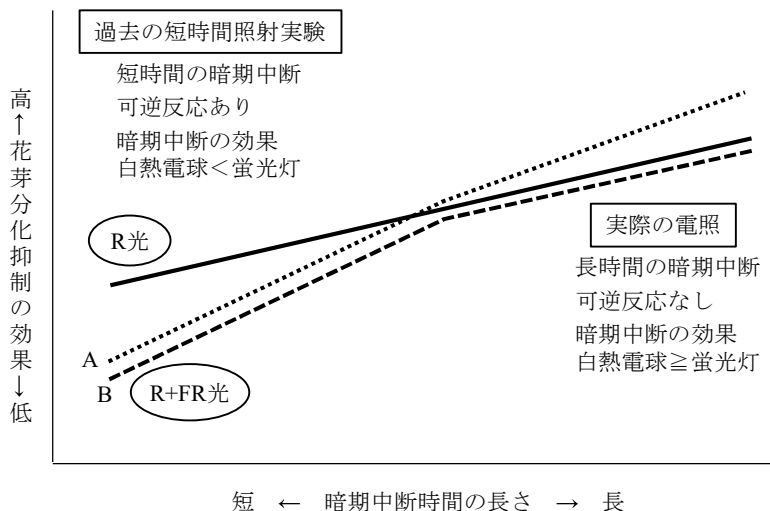 過去の短時間照射実験
短時間の暗期中断
可逆反応あり
暗期中断の効果
白熱電球＜蛍光灯
高←花芽分化抑制の効果→低
R光
実際の電照
長時間の暗期中断
可逆反応なし
暗期中断の効果
白熱電球≧蛍光灯
A
B
R+FR光
短 ← 暗期中断時間の長さ → 長